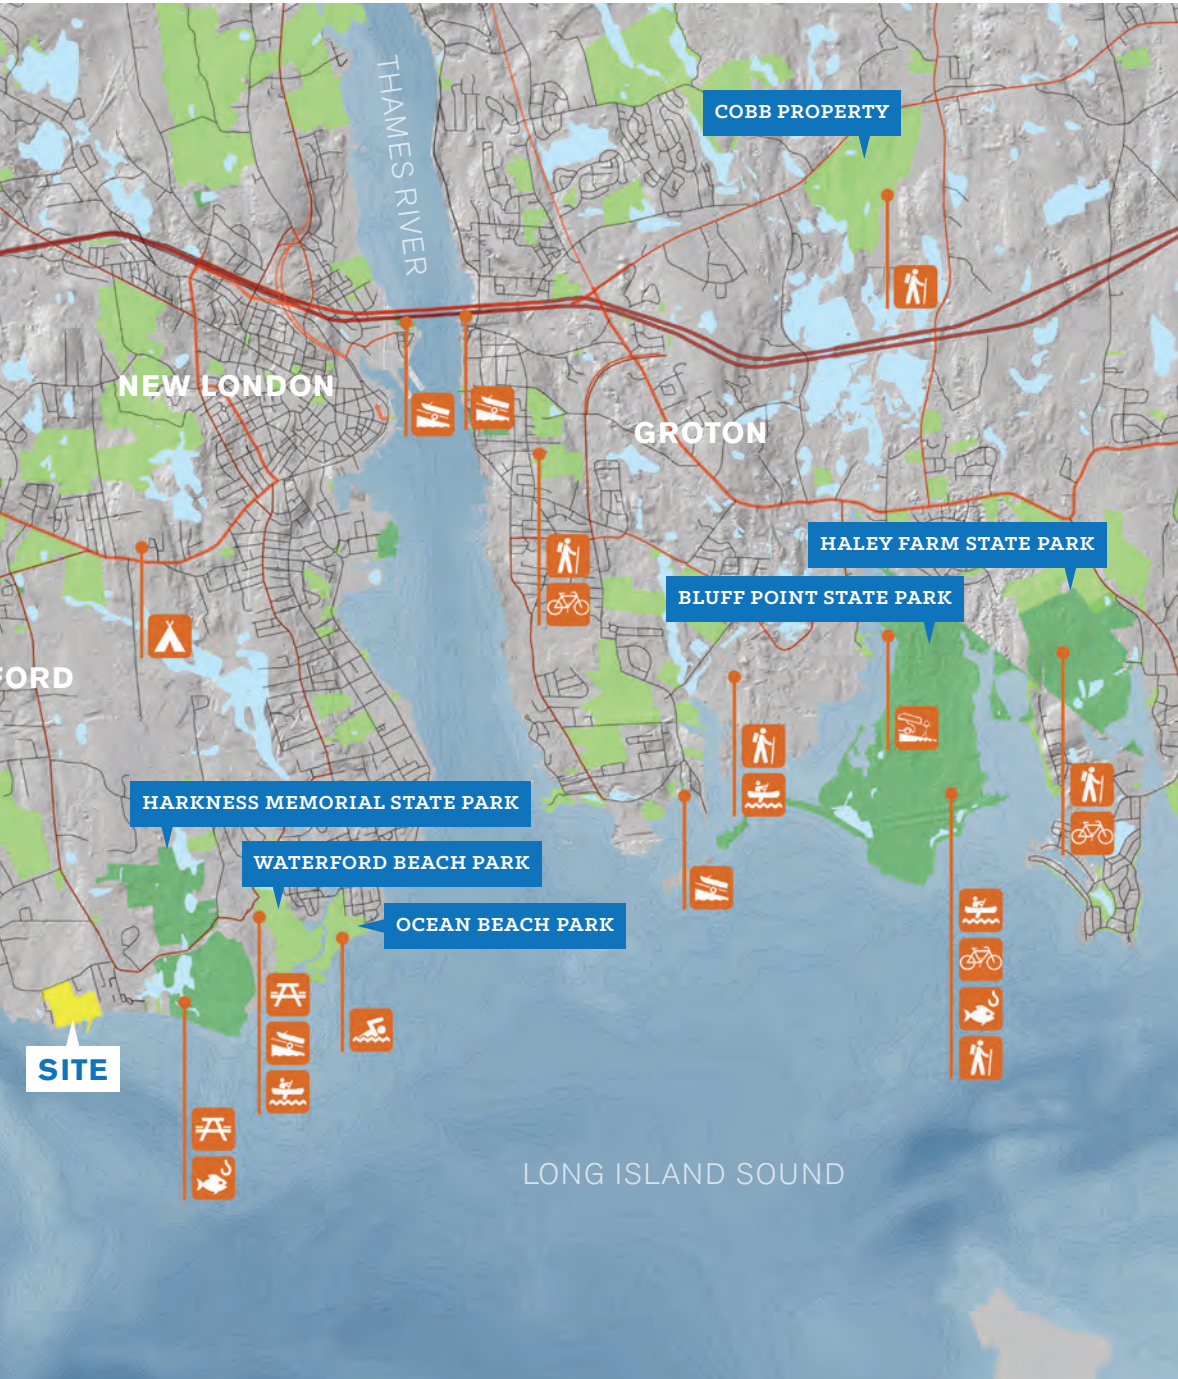 THAMES RIVER
COBB PROPERTY
NEW LONDON
GROTON
HALEY FARM STATE PARK
BLUFF POINT STATE PARK
FORD
HARKNESS MEMORIAL STATE PARK
WATERFORD BEACH PARK
OCEAN BEACH PARK
SITE
LONG ISLAND SOUND